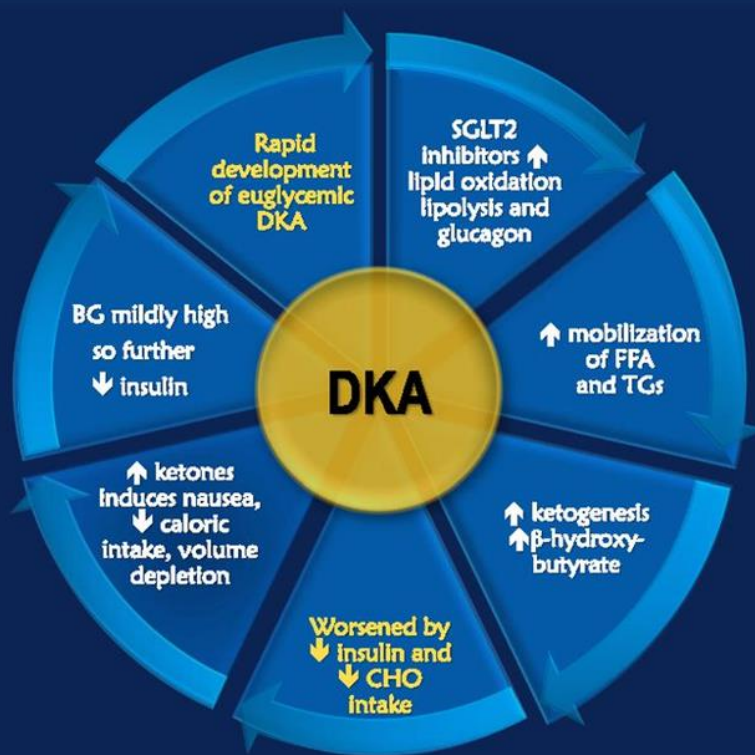 SGLT2
inhibitors ↑
lipid oxidation
lipolysis and
glucagon
↑ mobilization
of FFA
and TGs
↑ ketogenesis
↑β-hydroxy-
butyrate
Worsened by
↓ insulin and
↓ CHO
intake
↑ ketones
induces nausea,
↓ caloric
intake, volume
depletion
BG mildly high
so further
↓ insulin
Rapid
development
of euglycemic
DKA
DKA